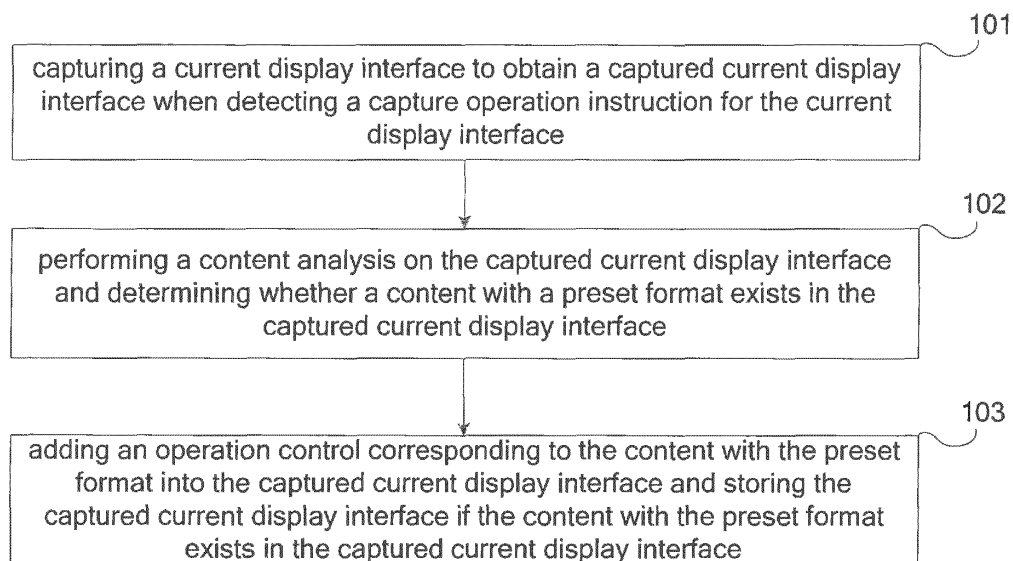 101
capturing a current display interface to obtain a captured current display
interface when detecting a capture operation instruction for the current
display interface
102
performing a content analysis on the captured current display interface
and determining whether a content with a preset format exists in the
captured current display interface
103
adding an operation control corresponding to the content with the preset
format into the captured current display interface and storing the
captured current display interface if the content with the preset format
exists in the captured current display interface